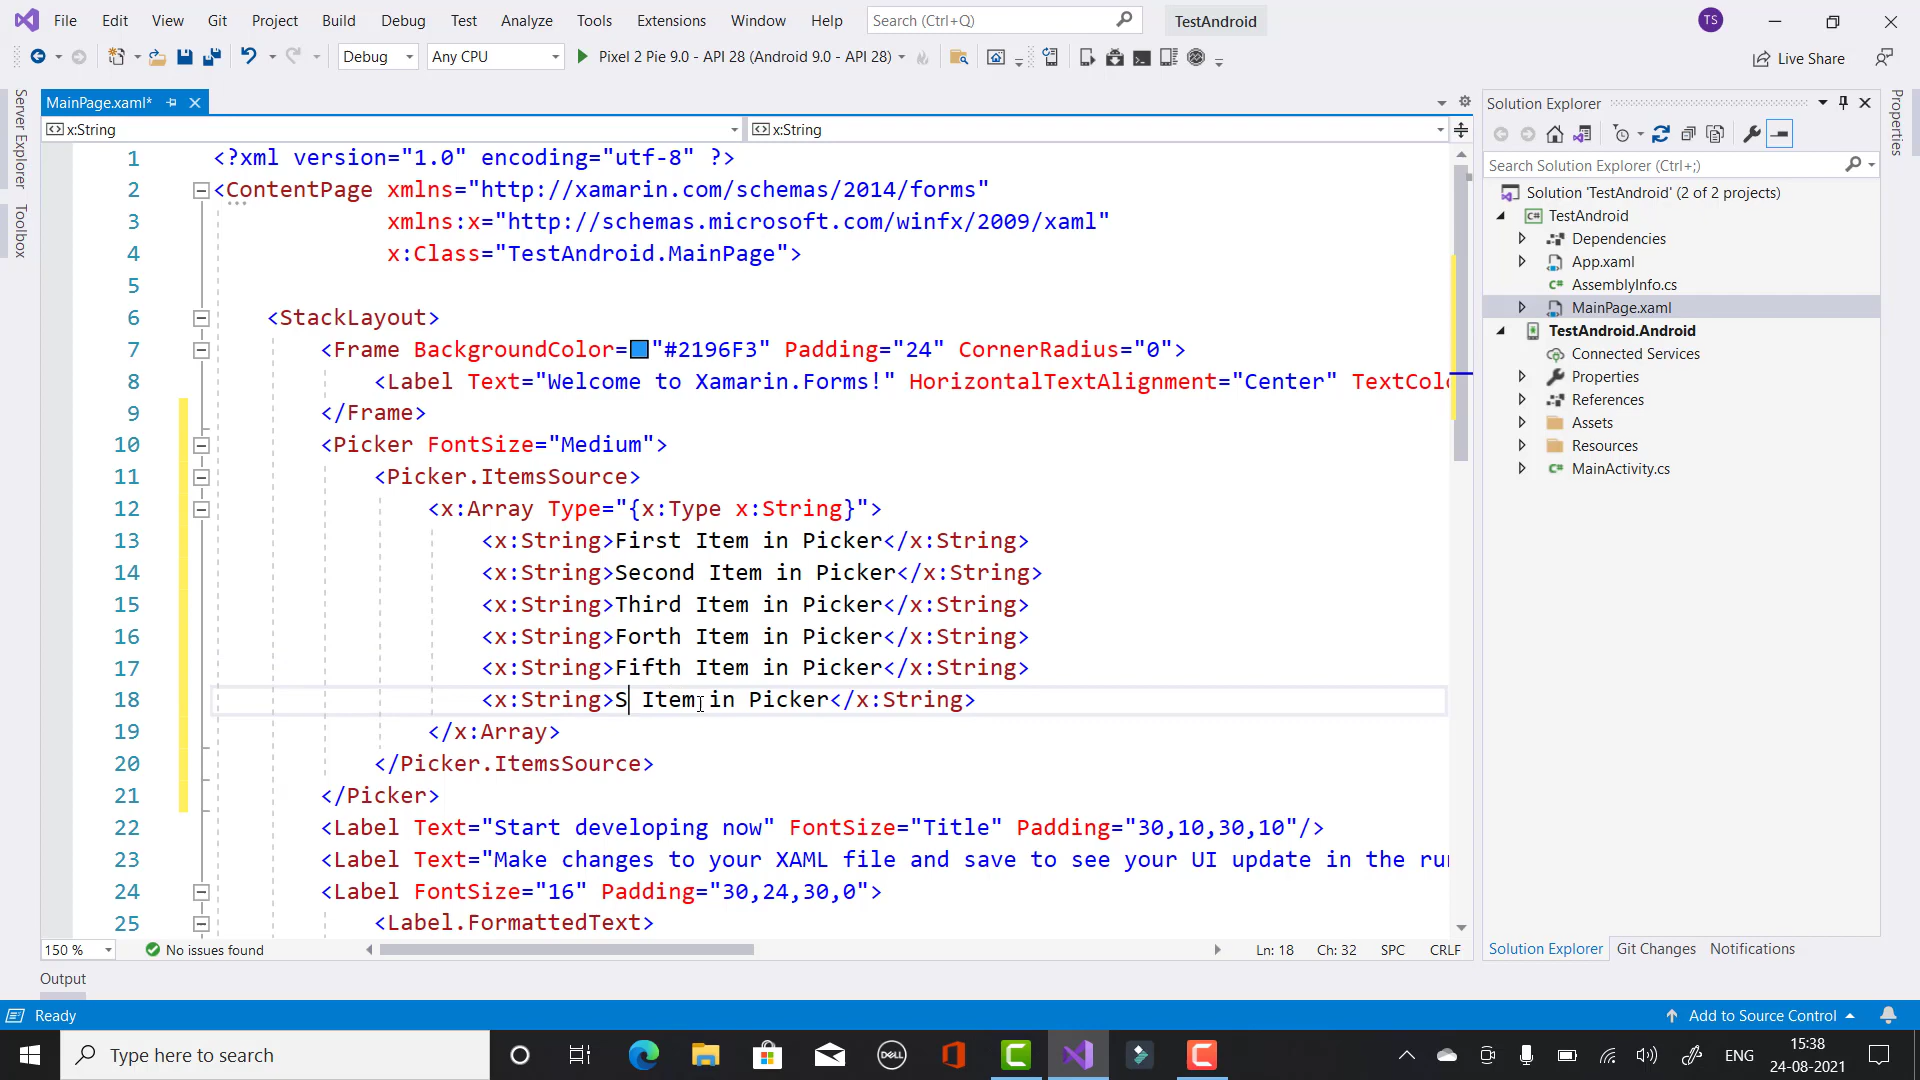 File Edit View Git Project Build Debug Test Analyze Tools Extensions Window Help Search (Ctrl+Q) TestAndroid TS
Debug Any CPU Pixel 2 Pie 9.0 - API 28 (Android 9.0 - API 28) Live Share
Server Explorer
Toolbox
MainPage.xaml*
x:String x:String
1 <?xml version="1.0" encoding="utf-8" ?>
2 <ContentPage xmlns="http://xamarin.com/schemas/2014/forms"
3 xmlns:x="http://schemas.microsoft.com/winfx/2009/xaml"
4 x:Class="TestAndroid.MainPage">
5
6 <StackLayout>
7 <Frame BackgroundColor="#2196F3" Padding="24" CornerRadius="0">
8 <Label Text="Welcome to Xamarin.Forms!" HorizontalTextAlignment="Center" TextColo
9 </Frame>
10 <Picker FontSize="Medium">
11 <Picker.ItemsSource>
12 <x:Array Type="{x:Type x:String}">
13 <x:String>First Item in Picker</x:String>
14 <x:String>Second Item in Picker</x:String>
15 <x:String>Third Item in Picker</x:String>
16 <x:String>Forth Item in Picker</x:String>
17 <x:String>Fifth Item in Picker</x:String>
18 <x:String>S Item in Picker</x:String>
19 </x:Array>
20 </Picker.ItemsSource>
21 </Picker>
22 <Label Text="Start developing now" FontSize="Title" Padding="30,10,30,10"/>
23 <Label Text="Make changes to your XAML file and save to see your UI update in the run
24 <Label FontSize="16" Padding="30,24,30,0">
25 <Label.FormattedText>
150 % No issues found Ln: 18 Ch: 32 SPC CRLF
Output
Solution Explorer
Search Solution Explorer (Ctrl+;)
Solution 'TestAndroid' (2 of 2 projects)
TestAndroid
Dependencies
App.xaml
AssemblyInfo.cs
MainPage.xaml
TestAndroid.Android
Connected Services
Properties
References
Assets
Resources
MainActivity.cs
Solution Explorer Git Changes Notifications
Properties
Ready Add to Source Control
Type here to search DELL ENG 15:38
24-08-2021